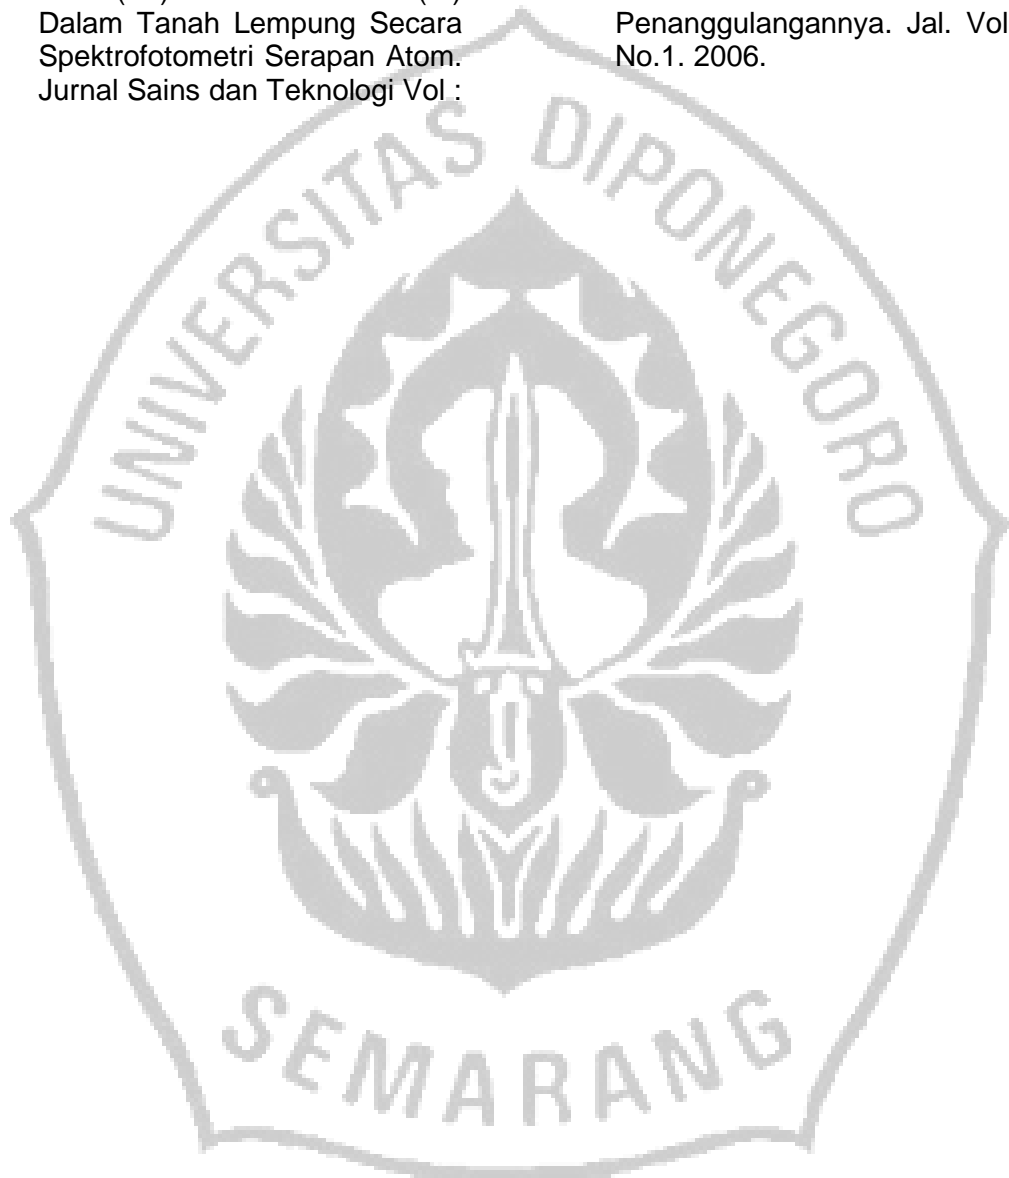 Dalam Tanah Lempung Secara
Spektrofotometri Serapan Atom.
Jurnal Sains dan Teknologi Vol :
Penanggulangannya. Jal. Vol
No.1. 2006.
UNIVERSITAS DIPONEGORO
SEMARANG